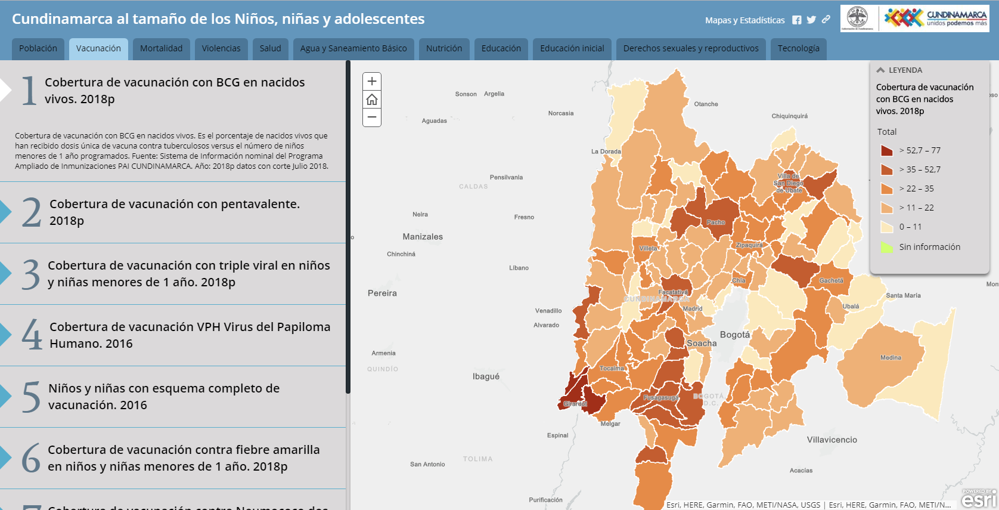 Cundinamarca al tamaño de los Niños, niñas y adolescentes
Mapas y Estadísticas
CUNDINAMARCA
unidos podemos más
Población
Vacunación
Mortalidad
Violencias
Salud
Agua y Saneamiento Básico
Nutrición
Educación
Educación inicial
Derechos sexuales y reproductivos
Tecnología
1
Cobertura de vacunación con BCG en nacidos
vivos. 2018p
Cobertura de vacunación con BCG en nacidos vivos. Es el porcentaje de nacidos vivos que
han recibido dosis única de vacuna contra tuberculosos versus el número de niños
menores de 1 año programados. Fuente: Sistema de Información nominal del Programa
Ampliado de Inmunizaciones PAI CUNDINAMARCA. Año: 2018p datos con corte Julio 2018.
2
Cobertura de vacunación con pentavalente.
2018p
3
Cobertura de vacunación con triple viral en niños
y niñas menores de 1 año. 2018p
4
Cobertura de vacunación VPH Virus del Papiloma
Humano. 2016
5
Niños y niñas con esquema completo de
vacunación. 2016
6
Cobertura de vacunación contra fiebre amarilla
en niños y niñas menores de 1 año. 2018p
+
−
LEYENDA
Cobertura de vacunación
con BCG en nacidos
vivos. 2018p
Total
> 52,7 – 77
> 35 – 52,7
> 22 – 35
> 11 – 22
0 – 11
Sin información
Sonson
Argelia
Norcasia
Aguadas
Otanche
Chiquinquirá
La Dorada
Pensilvania
CALDAS
Villa de
San Diego
de Ubaté
Neira
Fresno
Pacho
Manizales
Chinchiná
Villeta
Zipaquirá
Líbano
Chía
Gachetá
Pereira
Facatativá
CUNDINAMARCA
Santa María
Venadillo
Madrid
Ubalá
Alvarado
Bogotá
Soacha
Armenia
Medina
QUINDÍO
Tocaima
Ibagué
Fusagasugá
BOGOTÁ,
D.C.
Girardot
Melgar
Espinal
Villavicencio
San Antonio
TOLIMA
Acacías
Purificación
POWERED BY
esri
Esri, HERE, Garmin, FAO, METI/NASA, USGS | Esri, HERE, Garmin, FAO, METI/N...